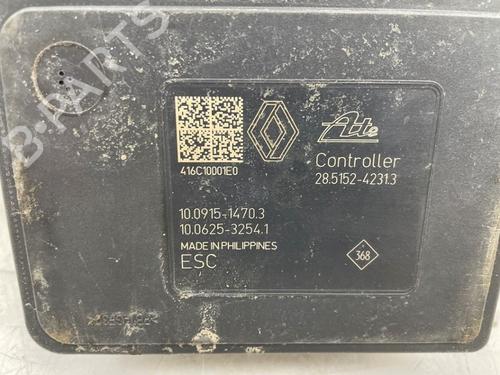 B-PARTS
416C10001E0
Ate
Controller
28.5152-4231.3
10.0915-1470.3
10.0625-3254.1
MADE IN PHILIPPINES
ESC
368